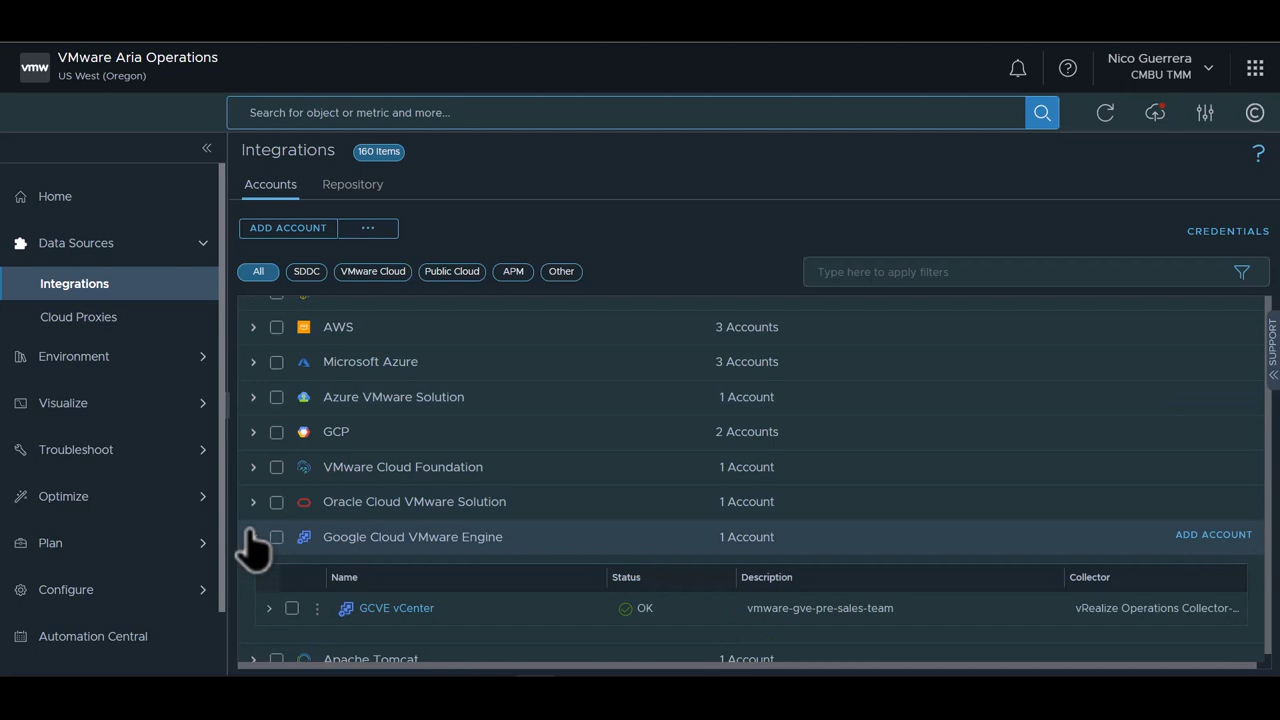 vmw
VMware Aria Operations
US West (Oregon)
Nico Guerrera
CMBU TMM
Search for object or metric and more...
Home
Data Sources
Integrations
Cloud Proxies
Environment
Visualize
Troubleshoot
Optimize
Plan
Configure
Automation Central
Integrations 160 Items
Accounts Repository
ADD ACCOUNT ...
CREDENTIALS
All SDDC VMware Cloud Public Cloud APM Other
Type here to apply filters
AWS 3 Accounts
Microsoft Azure 3 Accounts
Azure VMware Solution 1 Account
GCP 2 Accounts
VMware Cloud Foundation 1 Account
Oracle Cloud VMware Solution 1 Account
Google Cloud VMware Engine 1 Account ADD ACCOUNT
Name Status Description Collector
GCVE vCenter OK vmware-gve-pre-sales-team vRealize Operations Collector-...
Apache Tomcat 1 Account
SUPPORT